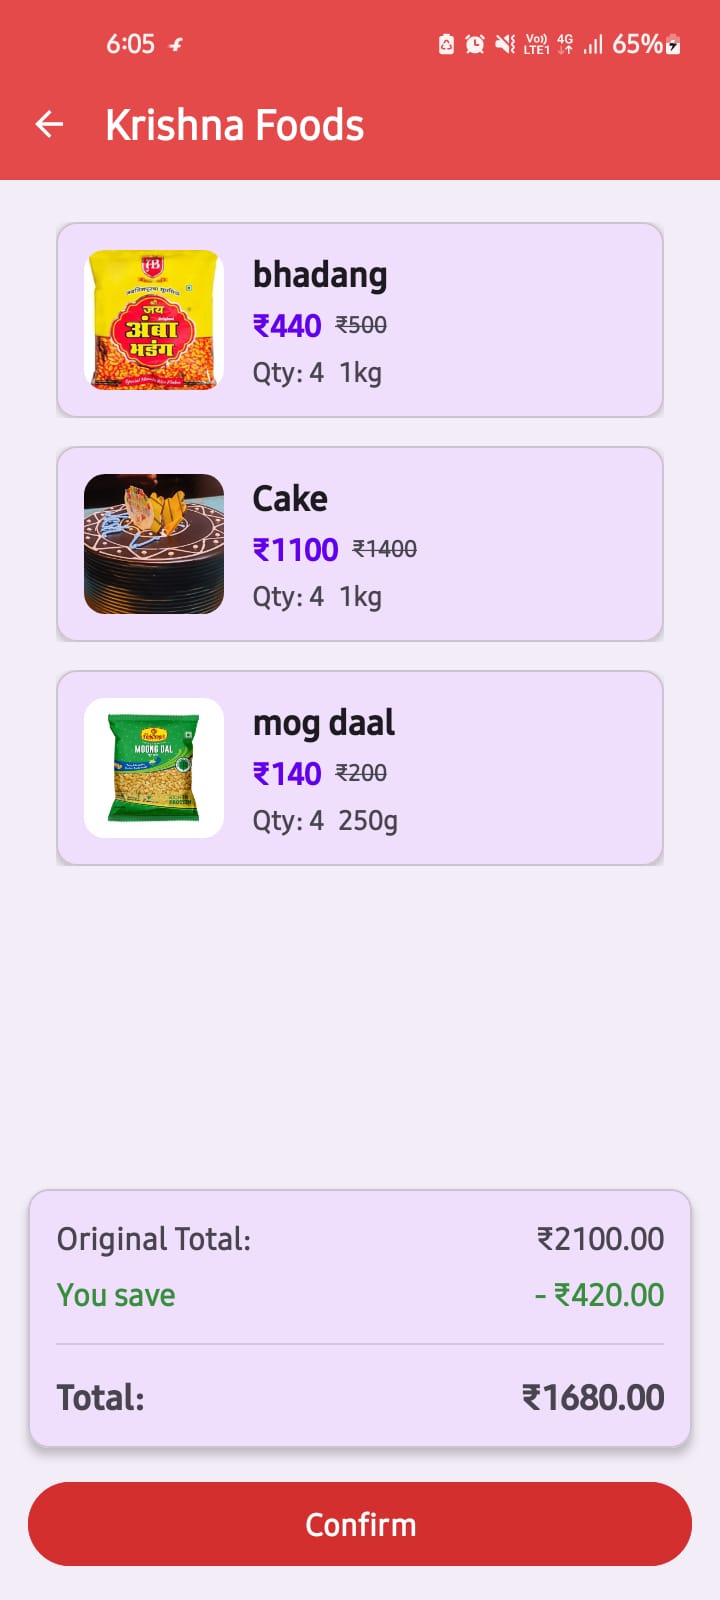 6:05 Vo)) LTE1 4G 65%
Krishna Foods
जय
अंबा
भडंग
bhadang
₹440 ₹500
Qty: 4 1kg
Cake
₹1100 ₹1400
Qty: 4 1kg
MOONG DAL
mog daal
₹140 ₹200
Qty: 4 250g
Original Total: ₹2100.00
You save - ₹420.00
Total: ₹1680.00
Confirm